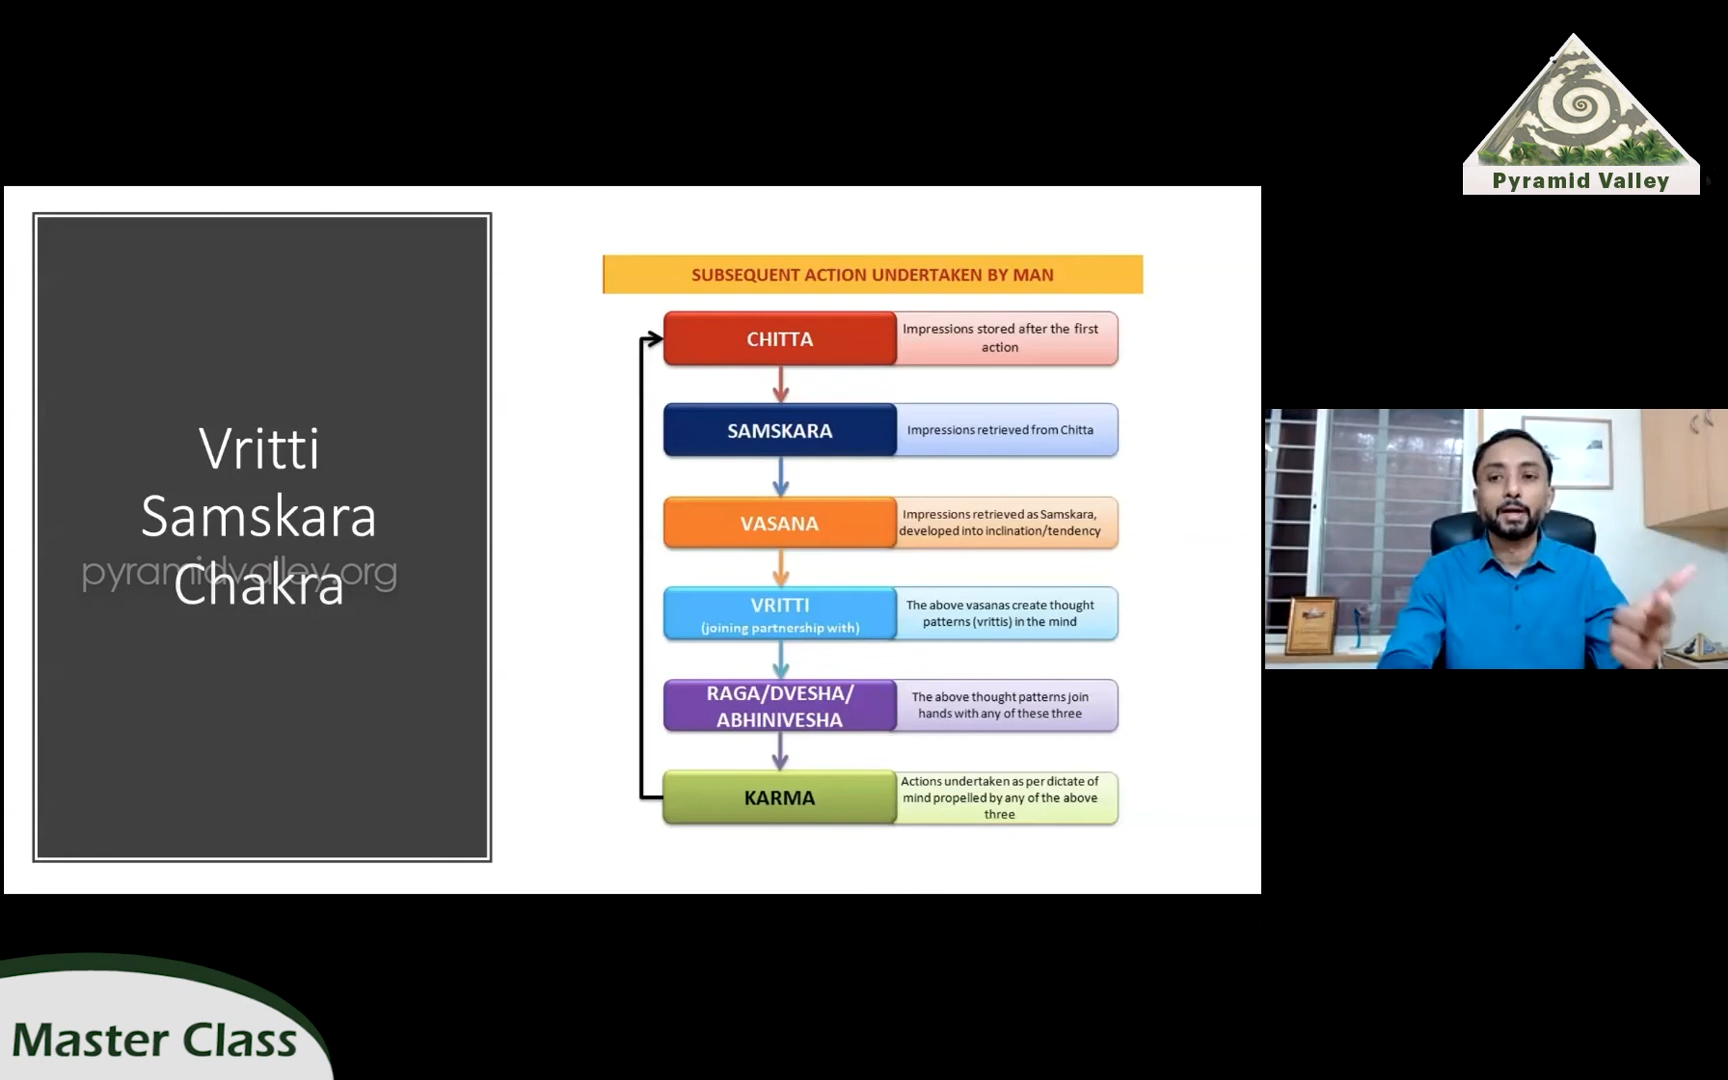 Pyramid Valley
Vritti
Samskara
Chakra
pyramidvalley.org
SUBSEQUENT ACTION UNDERTAKEN BY MAN
CHITTA
Impressions stored after the first
action
SAMSKARA
Impressions retrieved from Chitta
VASANA
Impressions retrieved as Samskara,
developed into inclination/tendency
VRITTI
(joining partnership with)
The above vasanas create thought
patterns (vrittis) in the mind
RAGA/DVESHA/
ABHINIVESHA
The above thought patterns join
hands with any of these three
KARMA
Actions undertaken as per dictate of
mind propelled by any of the above
three
Master Class